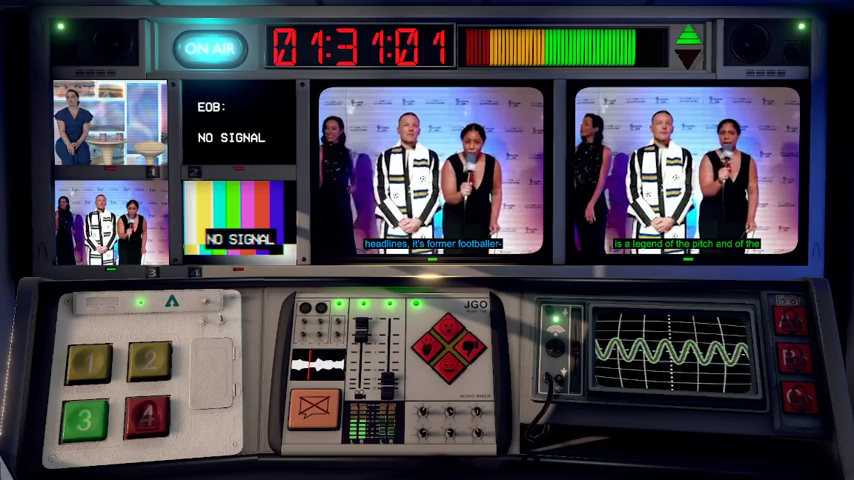 ON AIR
01:31:01
EOB:
NO SIGNAL
1
2
NO SIGNAL
3
4
headlines, it's former footballer-
is a legend of the pitch and of the
JGO
1
2
3
4
A
B
C